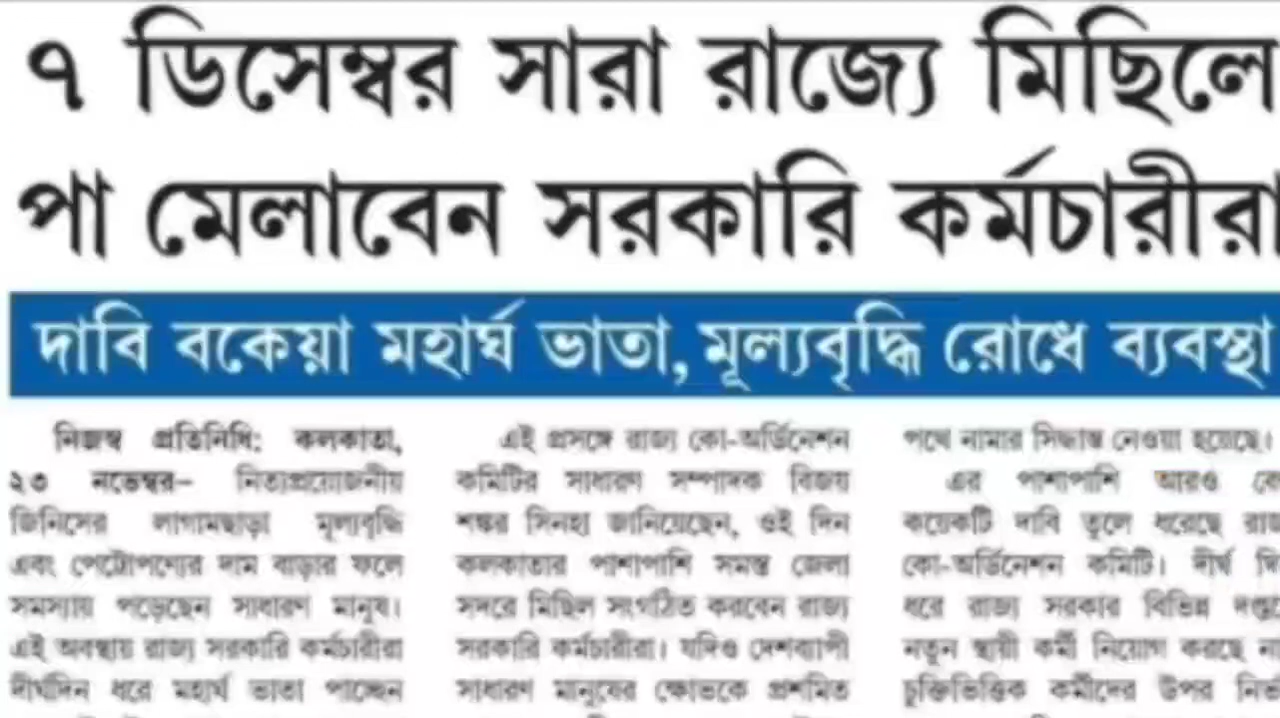 ৭ ডিসেম্বর সারা রাজ্যে মিছিলে
পা মেলাবেন সরকারি কর্মচারীরা
দাবি বকেয়া মহার্ঘ ভাতা, মূল্যবৃদ্ধি রোধে ব্যবস্থা
নিজস্ব প্রতিনিধি: কলকাতা,
২৩ নভেম্বর– নিত্যপ্রয়োজনীয়
জিনিসের লাগামছাড়া মূল্যবৃদ্ধি
এবং পেট্রোপণ্যের দাম বাড়ার ফলে
সমস্যায় পড়েছেন সাধারণ মানুষ।
এই অবস্থায় রাজ্য সরকারি কর্মচারীরা
দীর্ঘদিন ধরে মহার্ঘ ভাতা পাচ্ছেন
এই প্রসঙ্গে রাজ্য কো-অর্ডিনেশন
কমিটির সাধারণ সম্পাদক বিজয়
শঙ্কর সিনহা জানিয়েছেন, ওই দিন
কলকাতার পাশাপাশি সমস্ত জেলা
সদরে মিছিল সংগঠিত করবেন রাজ্য
সরকারি কর্মচারীরা। যদিও দেশব্যাপী
সাধারণ মানুষের ক্ষোভকে প্রশমিত
পথে নামার সিদ্ধান্ত নেওয়া হয়েছে।
এর পাশাপাশি আরও
কয়েকটি দাবি তুলে ধরেছে
কো-অর্ডিনেশন কমিটি। দীর্ঘ
ধরে রাজ্য সরকার বিভিন্ন
নতুন স্থায়ী কর্মী নিয়োগ করছে
চুক্তিভিত্তিক কর্মীদের উপর